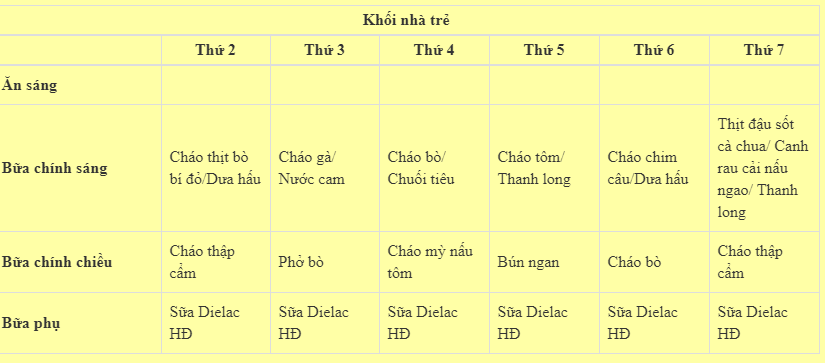 Khối nhà trẻ
Thứ 2 Thứ 3 Thứ 4 Thứ 5 Thứ 6 Thứ 7
Ăn sáng
Bữa chính sáng
Cháo thịt bò
bí đỏ/Dưa hấu
Cháo gà/
Nước cam
Cháo bò/
Chuối tiêu
Cháo tôm/
Thanh long
Cháo chim
câu/Dưa hấu
Thịt đậu sốt
cà chua/ Canh
rau cải nấu
ngao/ Thanh
long
Bữa chính chiều
Cháo thập
cẩm
Phở bò
Cháo mỳ nấu
tôm
Bún ngan
Cháo bò
Cháo thập
cẩm
Bữa phụ
Sữa Dielac
HĐ
Sữa Dielac
HĐ
Sữa Dielac
HĐ
Sữa Dielac
HĐ
Sữa Dielac
HĐ
Sữa Dielac
HĐ